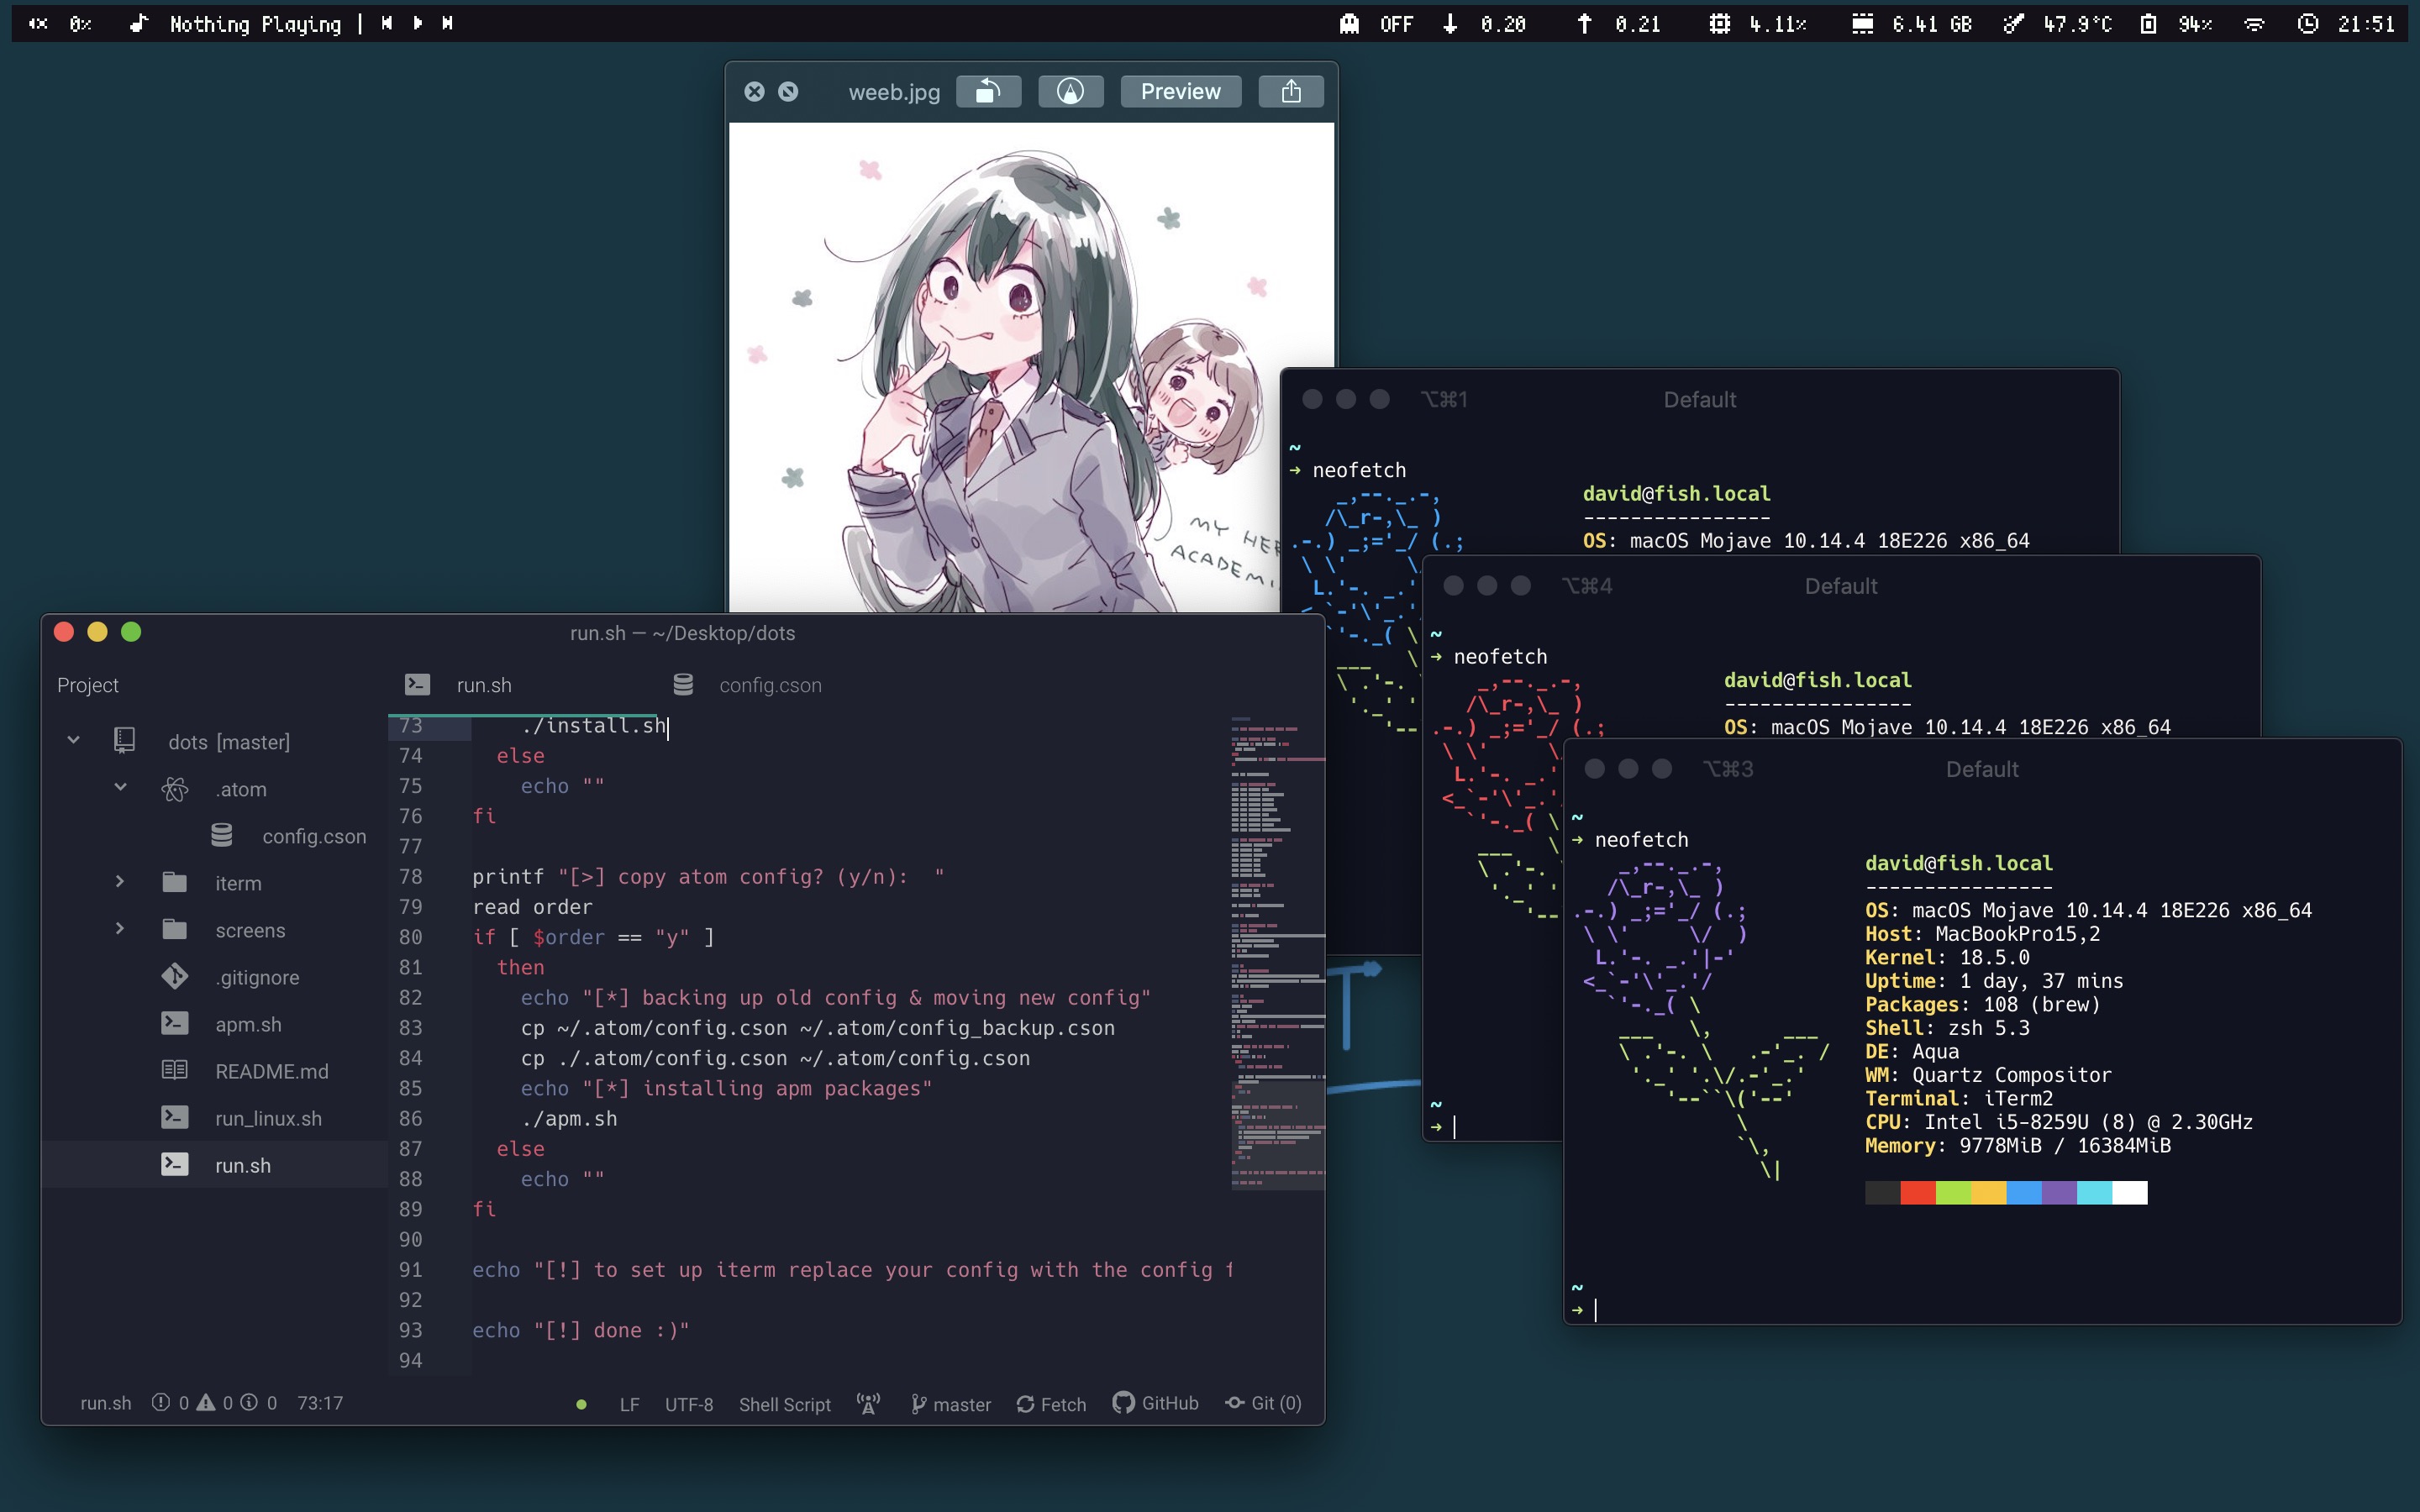 0% Nothing Playing | OFF 0.20 0.21 4.11% 6.41 GB 47.9°C 94% 21:51
weeb.jpg Preview
MY HER
ACADEMI
⌥⌘1 Default
~
→ neofetch
david@fish.local
----------------
OS: macOS Mojave 10.14.4 18E226 x86_64
⌥⌘4 Default
~
→ neofetch
david@fish.local
----------------
OS: macOS Mojave 10.14.4 18E226 x86_64
~
→
⌥⌘3 Default
~
→ neofetch
david@fish.local
----------------
OS: macOS Mojave 10.14.4 18E226 x86_64
Host: MacBookPro15,2
Kernel: 18.5.0
Uptime: 1 day, 37 mins
Packages: 108 (brew)
Shell: zsh 5.3
DE: Aqua
WM: Quartz Compositor
Terminal: iTerm2
CPU: Intel i5-8259U (8) @ 2.30GHz
Memory: 9778MiB / 16384MiB
~
→
run.sh — ~/Desktop/dots
Project
dots [master]
.atom
config.cson
iterm
screens
.gitignore
apm.sh
README.md
run_linux.sh
run.sh
run.sh config.cson
73 ./install.sh
74 else
75 echo ""
76 fi
77
78 printf "[>] copy atom config? (y/n):  "
79 read order
80 if [ $order == "y" ]
81 then
82 echo "[*] backing up old config & moving new config"
83 cp ~/.atom/config.cson ~/.atom/config_backup.cson
84 cp ./.atom/config.cson ~/.atom/config.cson
85 echo "[*] installing apm packages"
86 ./apm.sh
87 else
88 echo ""
89 fi
90
91 echo "[!] to set up iterm replace your config with the config f
92
93 echo "[!] done :)"
94
run.sh 0 0 0 73:17 LF UTF-8 Shell Script master Fetch GitHub Git (0)